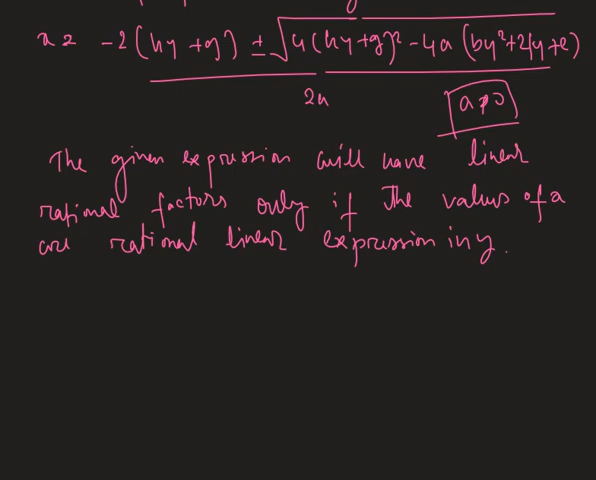 x = -2 (hy + g) ± √4(hy+g)² - 4a (by²+2fy+c)
2a
a ≠ 0
The given expression will have linear
rational factors only if the values of x
are rational linear expression in y.